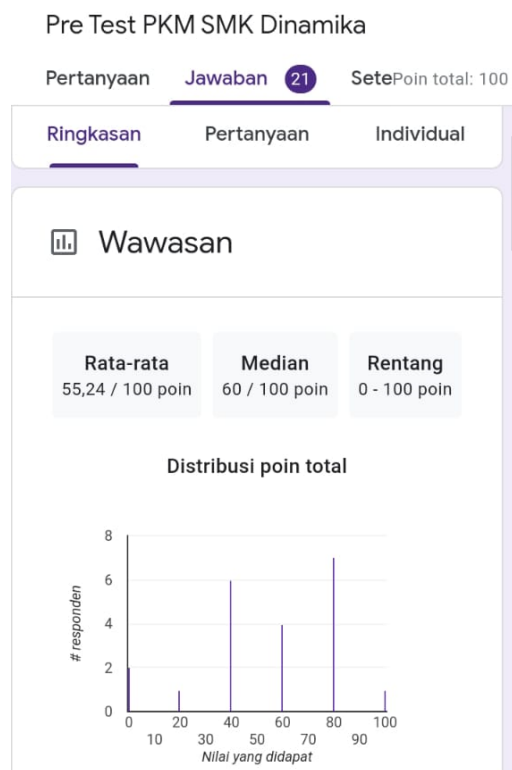 Pre Test PKM SMK Dinamika
Pertanyaan Jawaban 21 Sete Poin total: 100
Ringkasan Pertanyaan Individual
Wawasan
Rata-rata Median Rentang
55,24 / 100 poin 60 / 100 poin 0 - 100 poin
Distribusi poin total
8
6
4
2
0
# responden
0 20 40 60 80 100
10 30 50 70 90
Nilai yang didapat